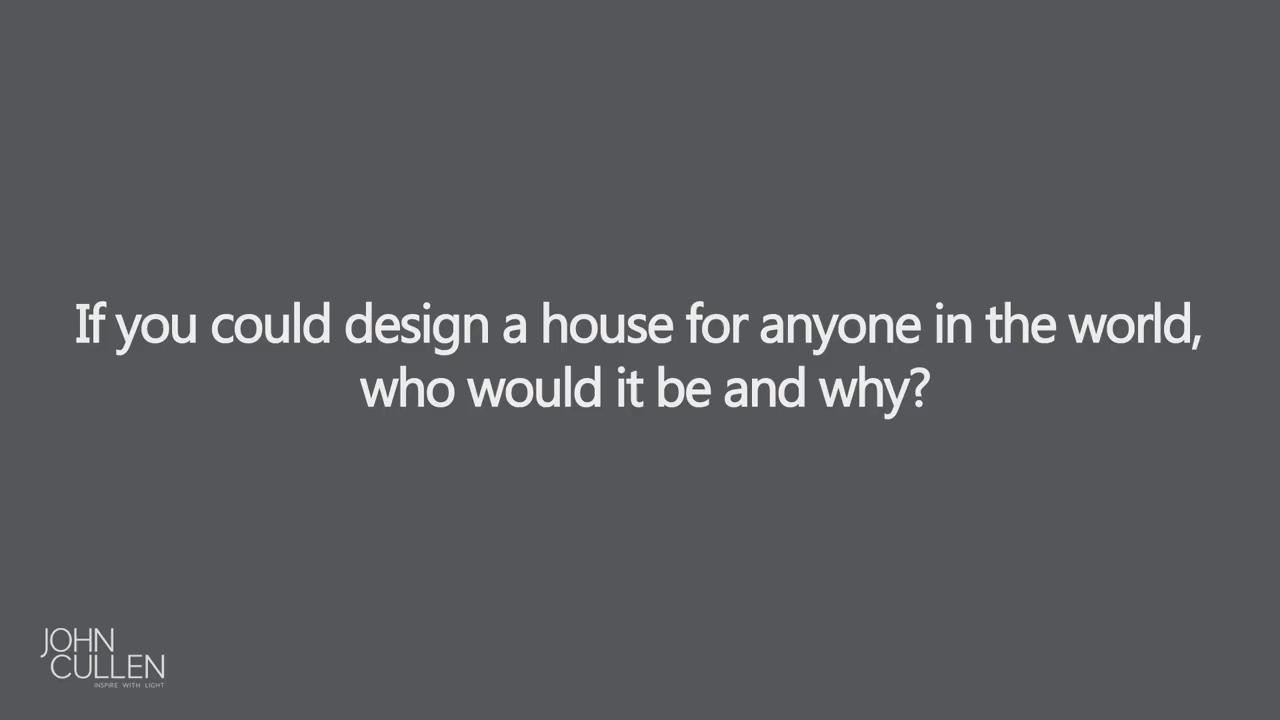 If you could design a house for anyone in the world,
who would it be and why?
JOHN
CULLEN
INSPIRE WITH LIGHT